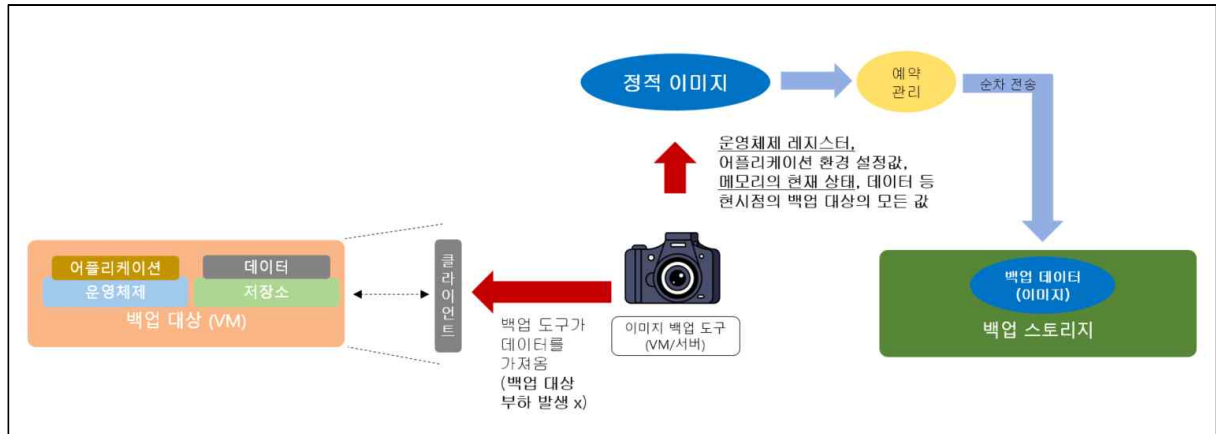 정적 이미지
예약
관리
순차 전송
운영체제 레지스터,
어플리케이션 환경 설정값,
메모리의 현재 상태, 데이터 등
현시점의 백업 대상의 모든 값
어플리케이션
데이터
운영체제
저장소
백업 대상 (VM)
클라이언트
백업 도구가
데이터를
가져옴
(백업 대상
부하 발생 x)
이미지 백업 도구
(VM/서버)
백업 데이터
(이미지)
백업 스토리지